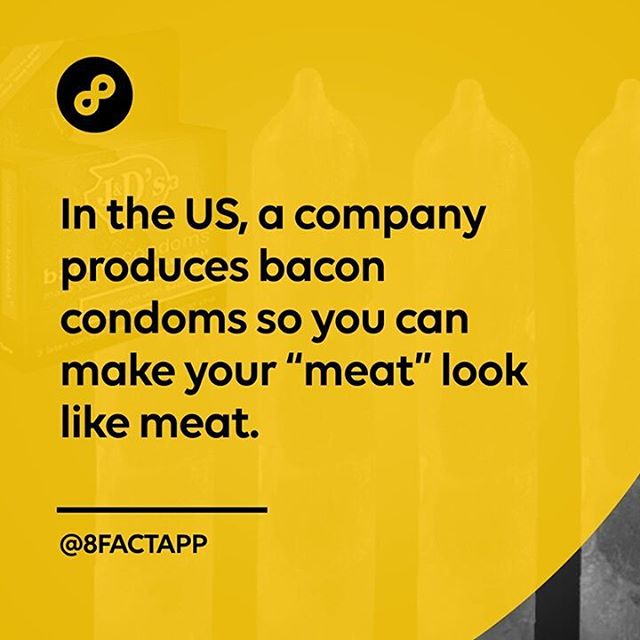 In the US, a company
produces bacon
condoms so you can
make your “meat” look
like meat.
@8FACTAPP
J&D's